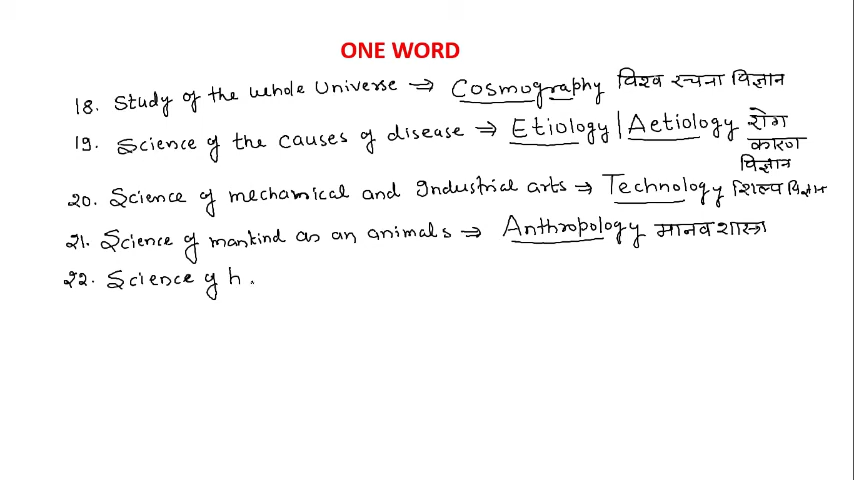 ONE WORD
18. Study of the whole Universe → Cosmography विश्व रचना विज्ञान
19. Science of the causes of disease → Etiology | Aetiology रोग
कारण
विज्ञान
20. Science of mechamical and Industrial arts → Technology शिल्प विज्ञान
21. Science of mankind as an animals → Anthropology मानव शास्त्र
22. Science of h